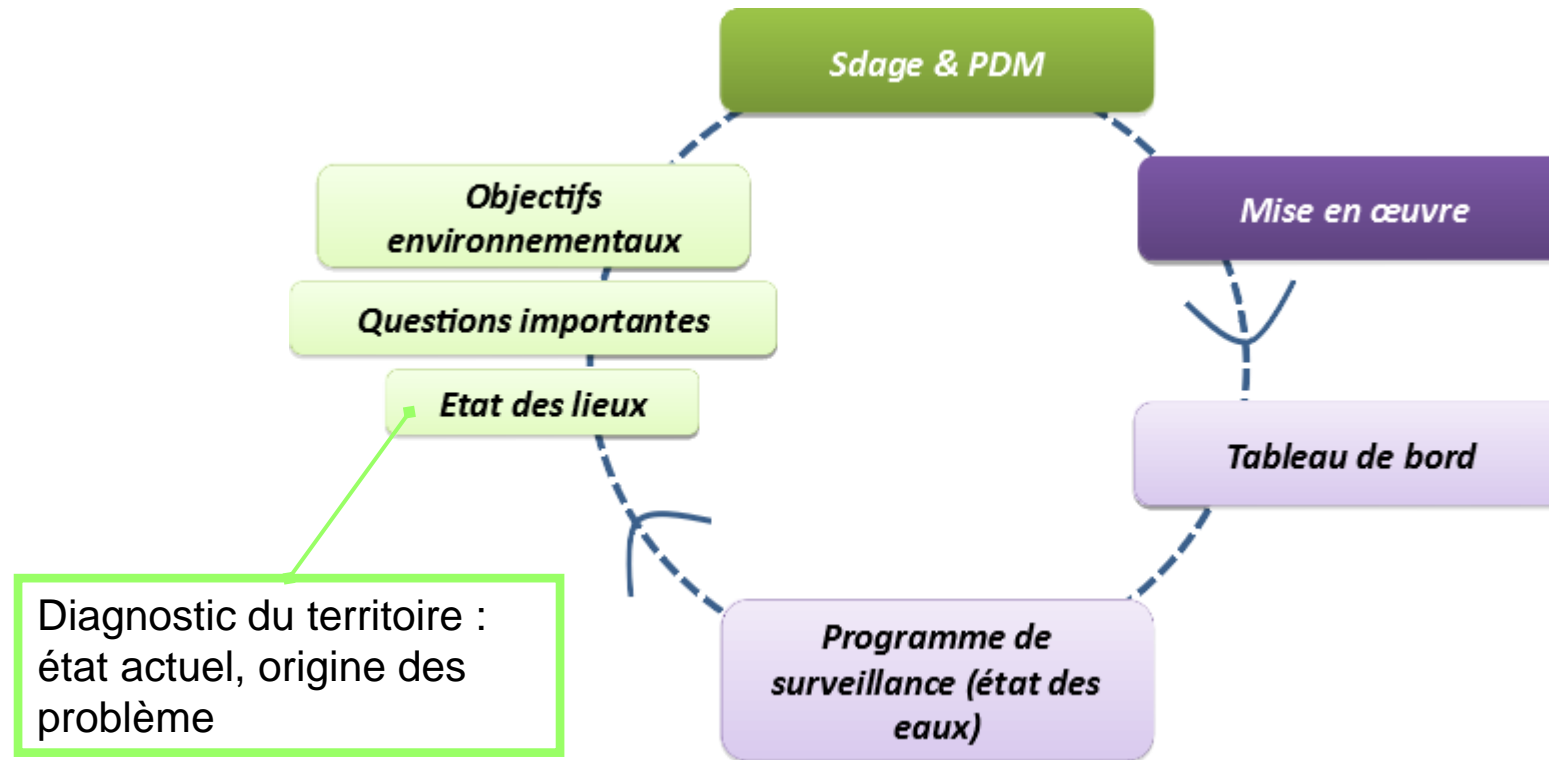 Sdage & PDM
Objectifs
environnementaux
Mise en œuvre
Questions importantes
Etat des lieux
Tableau de bord
Diagnostic du territoire :
état actuel, origine des
problème
Programme de
surveillance (état des
eaux)